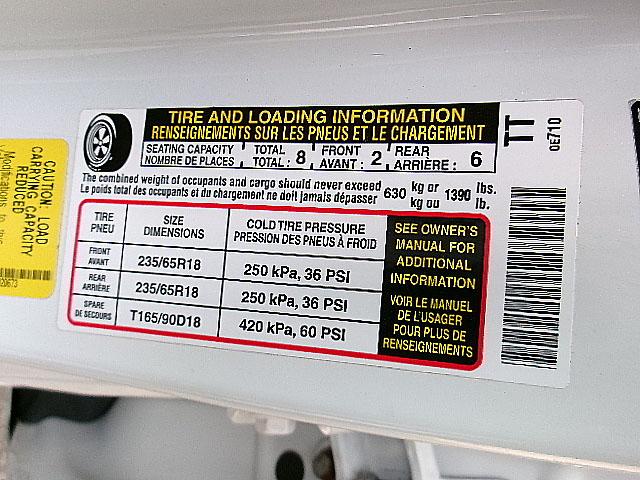 TIRE AND LOADING INFORMATION
RENSEIGNEMENTS SUR LES PNEUS ET LE CHARGEMENT
SEATING CAPACITY TOTAL FRONT REAR
NOMBRE DE PLACES TOTAL : 8 AVANT : 2 ARRIÈRE : 6
The combined weight of occupants and cargo should never exceed 630 kg or 1390 lbs.
Le poids total des occupants et du chargement ne doit jamais dépasser kg ou lb.
TIRE PNEU
SIZE DIMENSIONS
COLD TIRE PRESSURE
PRESSION DES PNEUS À FROID
FRONT AVANT 235/65R18 250 kPa, 36 PSI
REAR ARRIÈRE 235/65R18 250 kPa, 36 PSI
SPARE DE SECOURS T165/90D18 420 kPa, 60 PSI
SEE OWNER'S
MANUAL FOR
ADDITIONAL
INFORMATION
VOIR LE MANUEL
DE L'USAGER
POUR PLUS DE
RENSEIGNEMENTS
TT
0E710
CAUTION, LOAD
CARRYING CAPACITY
REDUCED
Modifications to the
20673